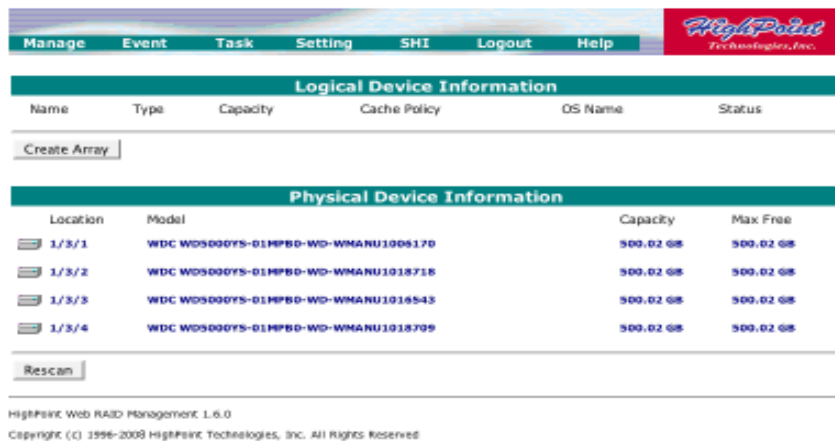 HighPoint
Technologies, Inc.
Manage Event Task Setting SHI Logout Help
Logical Device Information
Name Type Capacity Cache Policy OS Name Status
Create Array
Physical Device Information
Location Model Capacity Max Free
1/3/1 WDC WD5000YS-01MPB0-WD-WMANU1006170 500.02 GB 500.02 GB
1/3/2 WDC WD5000YS-01MPB0-WD-WMANU1018718 500.02 GB 500.02 GB
1/3/3 WDC WD5000YS-01MPB0-WD-WMANU1016543 500.02 GB 500.02 GB
1/3/4 WDC WD5000YS-01MPB0-WD-WMANU1018709 500.02 GB 500.02 GB
Rescan
HighPoint Web RAID Management 1.6.0
Copyright (c) 1996-2008 HighPoint Technologies, Inc. All Rights Reserved